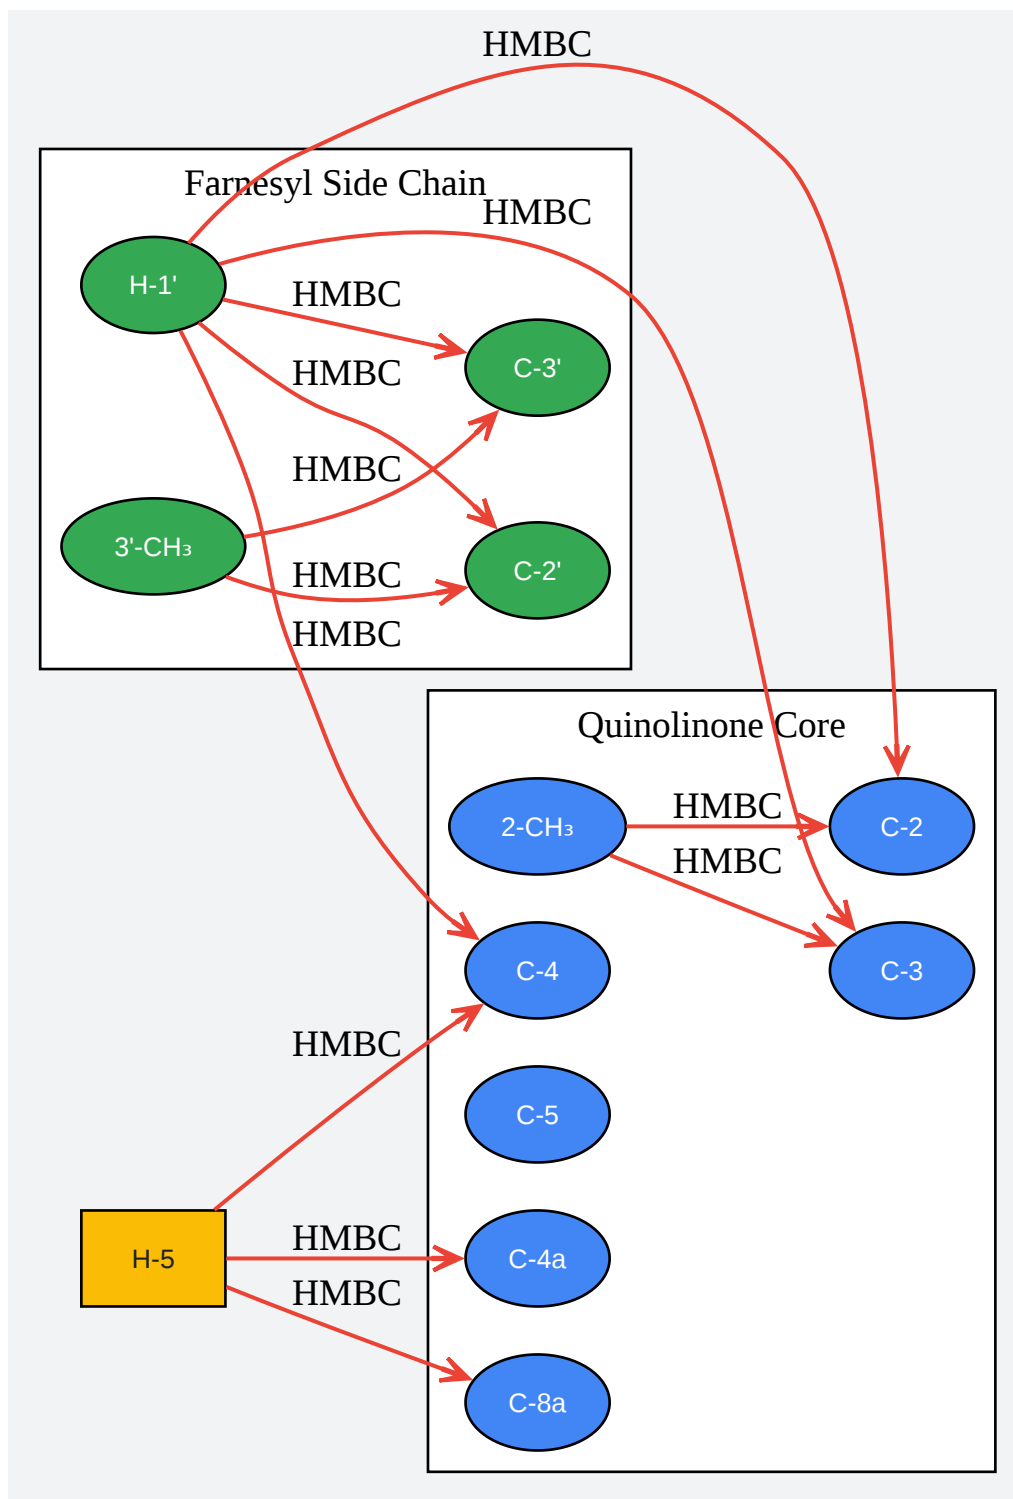 HMBC
Farnesyl Side Chain
HMBC
H-1'
HMBC
C-3'
HMBC
HMBC
3'-CH₃
HMBC
C-2'
HMBC
Quinolinone Core
2-CH₃
HMBC
C-2
HMBC
C-4
C-3
HMBC
C-5
HMBC
H-5
C-4a
HMBC
C-8a